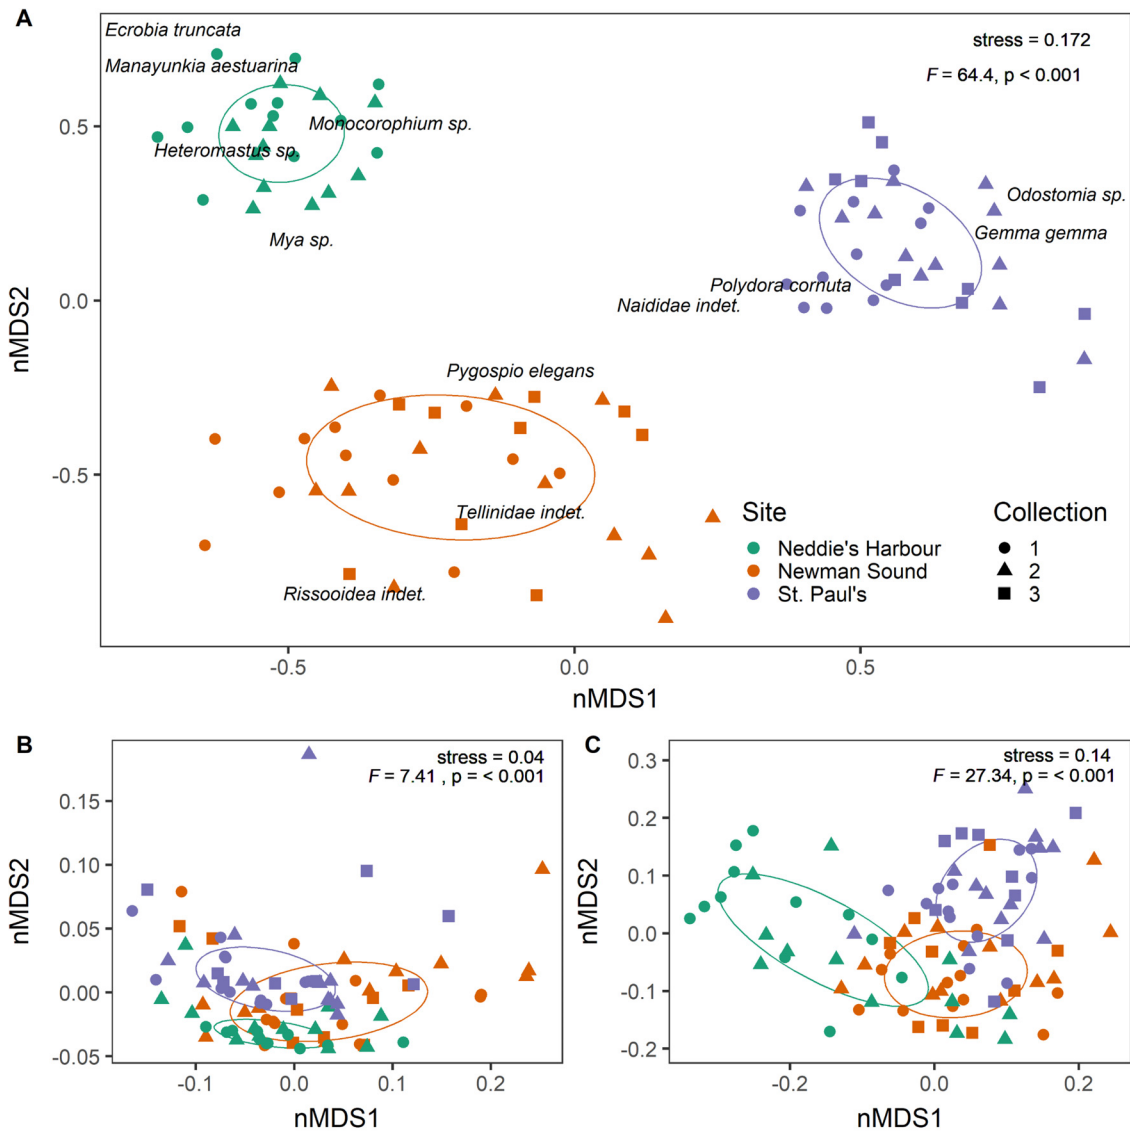 A
Ecrobia truncata
stress = 0.172
Manayunkia aestuarina
F = 64.4, p < 0.001
0.5
Monocorophium sp.
Heteromastus sp.
Odostomia sp.
Mya sp.
Gemma gemma
Polydora cornuta
0.0
Naididae indet.
nMDS2
Pygospio elegans
-0.5
Tellinidae indet.
Site
Collection
Neddie's Harbour
1
Newman Sound
2
Rissooidea indet.
St. Paul's
3
-0.5
0.0
0.5
nMDS1
B
stress = 0.04
F = 7.41 , p = < 0.001
0.15
0.10
nMDS2
0.05
0.00
-0.05
-0.1
0.0
0.1
0.2
nMDS1
C
stress = 0.14
F = 27.34, p = < 0.001
0.3
0.2
0.1
nMDS2
0.0
-0.1
-0.2
-0.2
0.0
0.2
nMDS1